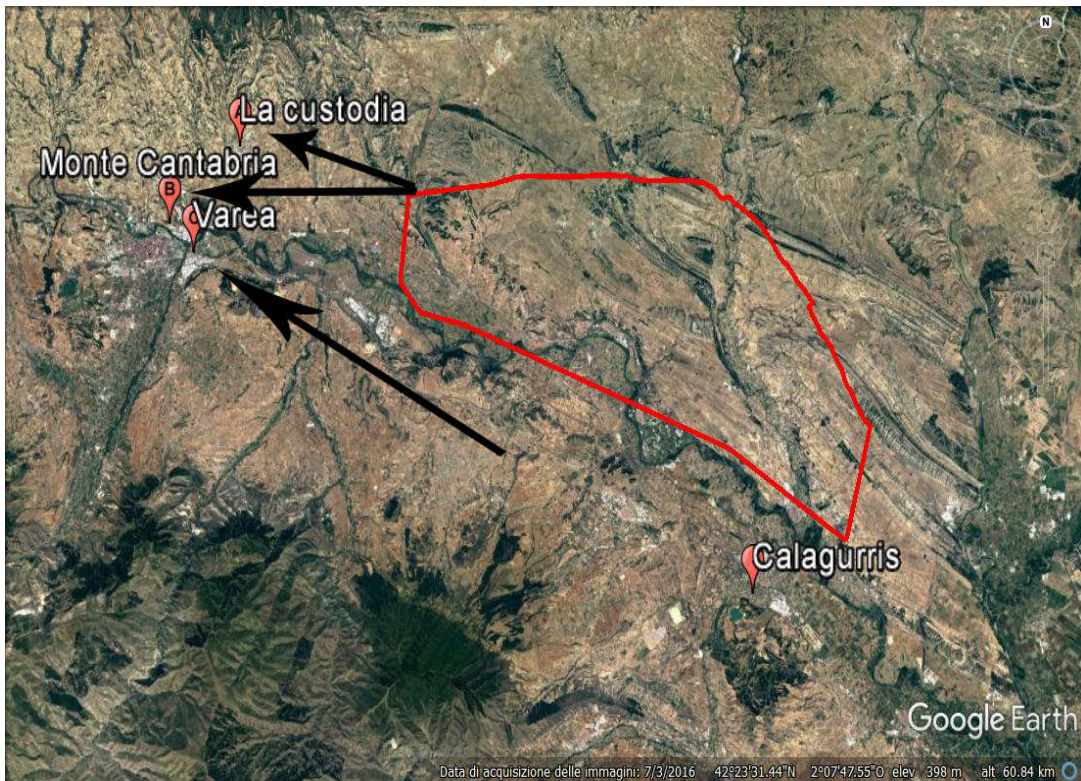 N
La custodia
Monte Cantabria
B
Varea
Calagurris
Google Earth
Data di acquisizione delle immagini: 7/3/2016 42°23'31.44"N 2°07'47.55"O elev 398 m alt 60.84 km